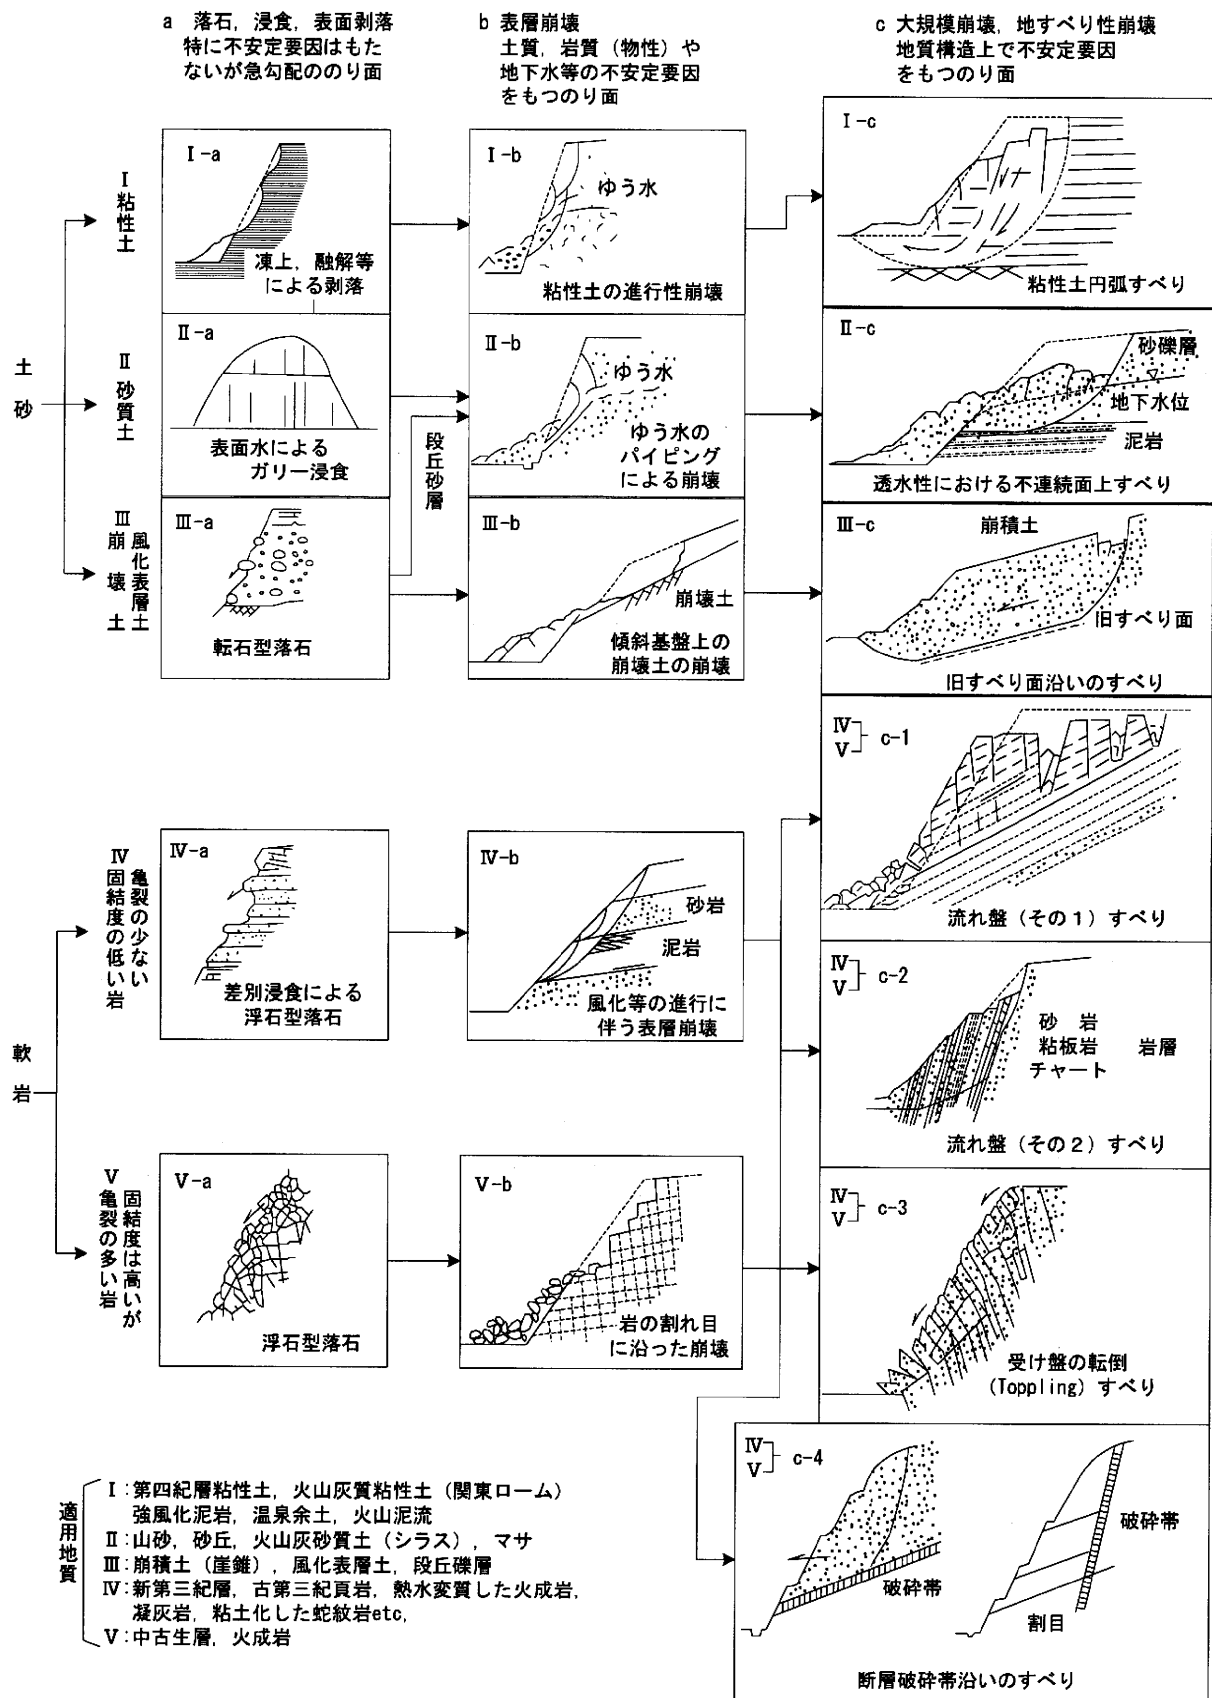 a 落石，浸食，表面剥落
特に不安定要因はもた
ないが急勾配ののり面
b 表層崩壊
土質，岩質（物性）や
地下水等の不安定要因
をもつのり面
c 大規模崩壊，地すべり性崩壊
地質構造上で不安定要因
をもつのり面
土砂
Ⅰ 粘性土
Ⅰ-a
凍上，融解等
による剥落
Ⅰ-b
ゆう水
粘性土の進行性崩壊
Ⅰ-c
粘性土円弧すべり
Ⅱ 砂質土
Ⅱ-a
表面水による
ガリー浸食
段丘砂層
Ⅱ-b
ゆう水
ゆう水の
パイピング
による崩壊
Ⅱ-c
砂礫層
地下水位
泥岩
透水性における不連続面上すべり
Ⅲ
風化表層土
崩壊土
Ⅲ-a
転石型落石
Ⅲ-b
崩壊土
傾斜基盤上の
崩壊土の崩壊
Ⅲ-c
崩積土
旧すべり面
旧すべり面沿いのすべり
軟岩
Ⅳ
亀裂の少ない
固結度の低い岩
Ⅳ-a
差別浸食による
浮石型落石
Ⅳ-b
砂岩
泥岩
風化等の進行に
伴う表層崩壊
Ⅴ
固結度は高いが
亀裂の多い岩
Ⅴ-a
浮石型落石
Ⅴ-b
岩の割れ目
に沿った崩壊
Ⅳ
Ⅴ
c-1
流れ盤（その１）すべり
Ⅳ
Ⅴ
c-2
砂 岩
粘板岩 岩層
チャート
流れ盤（その２）すべり
Ⅳ
Ⅴ
c-3
受け盤の転倒
(Toppling) すべり
Ⅳ
Ⅴ
c-4
破砕帯
破砕帯
割目
断層破砕帯沿いのすべり
適用地質
Ⅰ：第四紀層粘性土，火山灰質粘性土（関東ローム）
強風化泥岩，温泉余土，火山泥流
Ⅱ：山砂，砂丘，火山灰砂質土（シラス），マサ
Ⅲ：崩積土（崖錐），風化表層土，段丘礫層
Ⅳ：新第三紀層，古第三紀頁岩，熱水変質した火成岩，
凝灰岩，粘土化した蛇紋岩etc,
Ⅴ：中古生層，火成岩